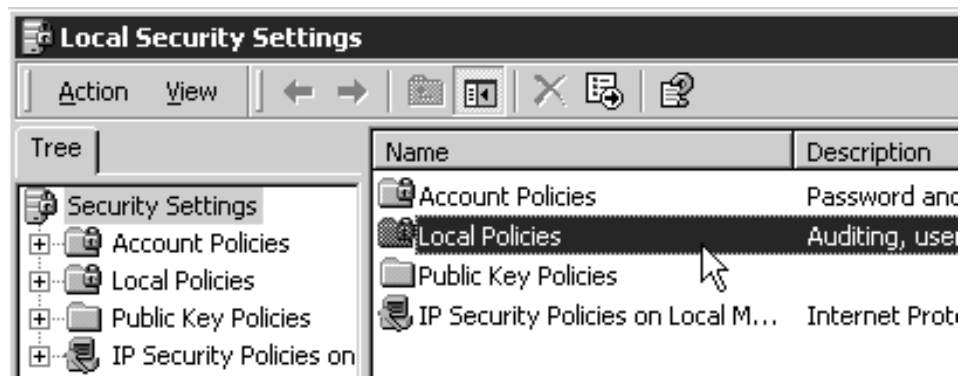 Local Security Settings
Action View
Tree Name Description
Security Settings Account Policies Password and
Account Policies Local Policies Auditing, user
Local Policies Public Key Policies
Public Key Policies IP Security Policies on Local M... Internet Proto
IP Security Policies on